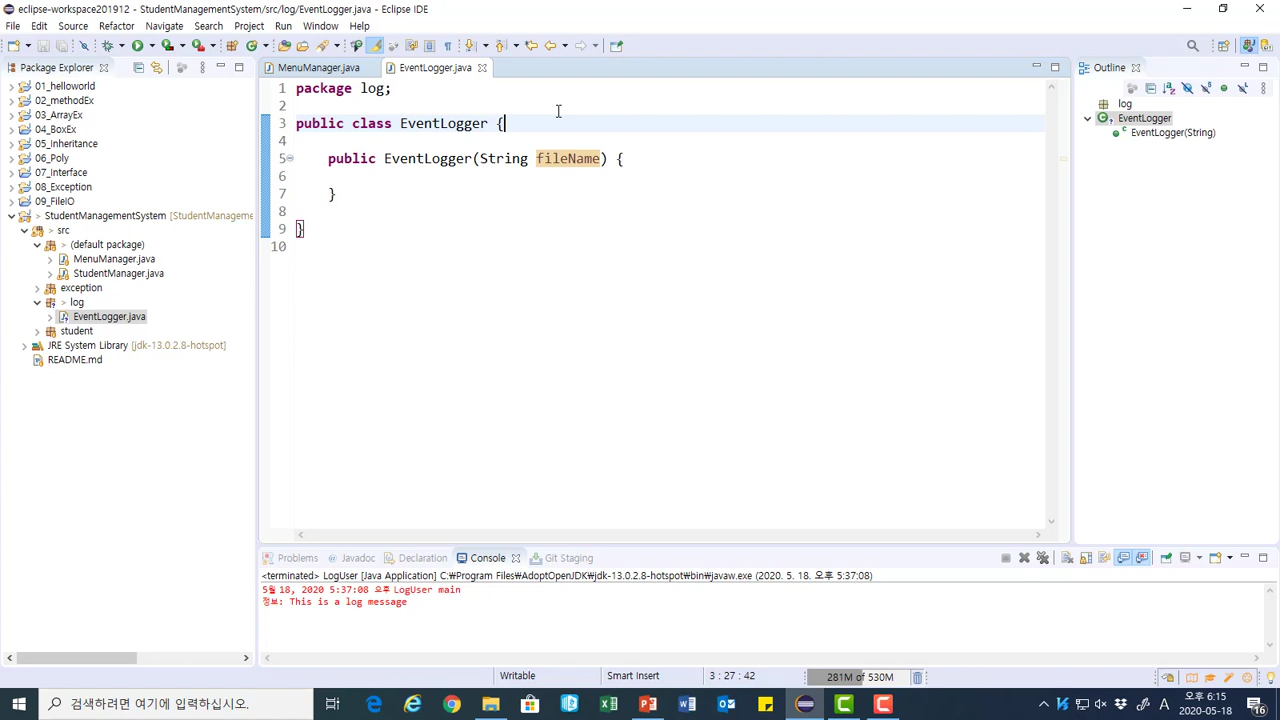 eclipse-workspace201912 - StudentManagementSystem/src/log/EventLogger.java - Eclipse IDE
File Edit Source Refactor Navigate Search Project Run Window Help
Package Explorer
01_helloworld
02_methodEx
03_ArrayEx
04_BoxEx
05_Inheritance
06_Poly
07_Interface
08_Exception
09_FileIO
> StudentManagementSystem [StudentManageme
> src
(default package)
MenuManager.java
StudentManager.java
exception
> log
EventLogger.java
student
JRE System Library [jdk-13.0.2.8-hotspot]
README.md
MenuManager.java EventLogger.java
1 package log;
2
3 public class EventLogger {
4
5 public EventLogger(String fileName) {
6
7 }
8
9 }
10
Outline
log
EventLogger
EventLogger(String)
Problems Javadoc Declaration Console Git Staging
<terminated> LogUser [Java Application] C:₩Program Files₩AdoptOpenJDK₩jdk-13.0.2.8-hotspot₩bin₩javaw.exe (2020. 5. 18. 오후 5:37:08)
5월 18, 2020 5:37:08 오후 LogUser main
정보: This is a log message
Writable Smart Insert 3 : 27 : 42 281M of 530M
검색하려면 여기에 입력하십시오.
A
오후 6:15
2020-05-18
16